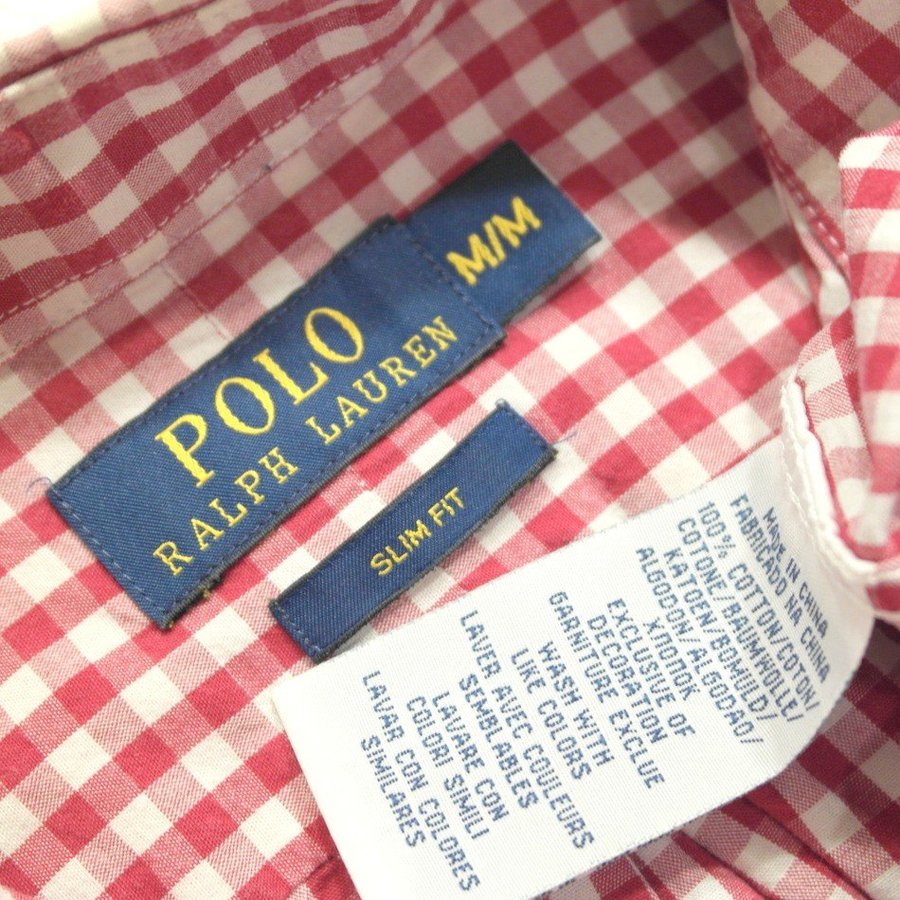 M/M
POLO
RALPH LAUREN
SLIM FIT
MADE IN CHINA
FABRICADO NA CHINA
100% COTTON/COTON/
COTONE/BAUMWOLLE/
KATOEN/BOMULD/
ALGODON/ALGODAO/
ХЛОПОК
EXCLUSIVE OF
DECORATION
GARNITURE EXCLUE
WASH WITH
LIKE COLORS
LAVER AVEC COULEURS
SEMBLABLES
LAVARE CON
COLORI SIMILI
LAVAR CON COLORES
SIMILARES